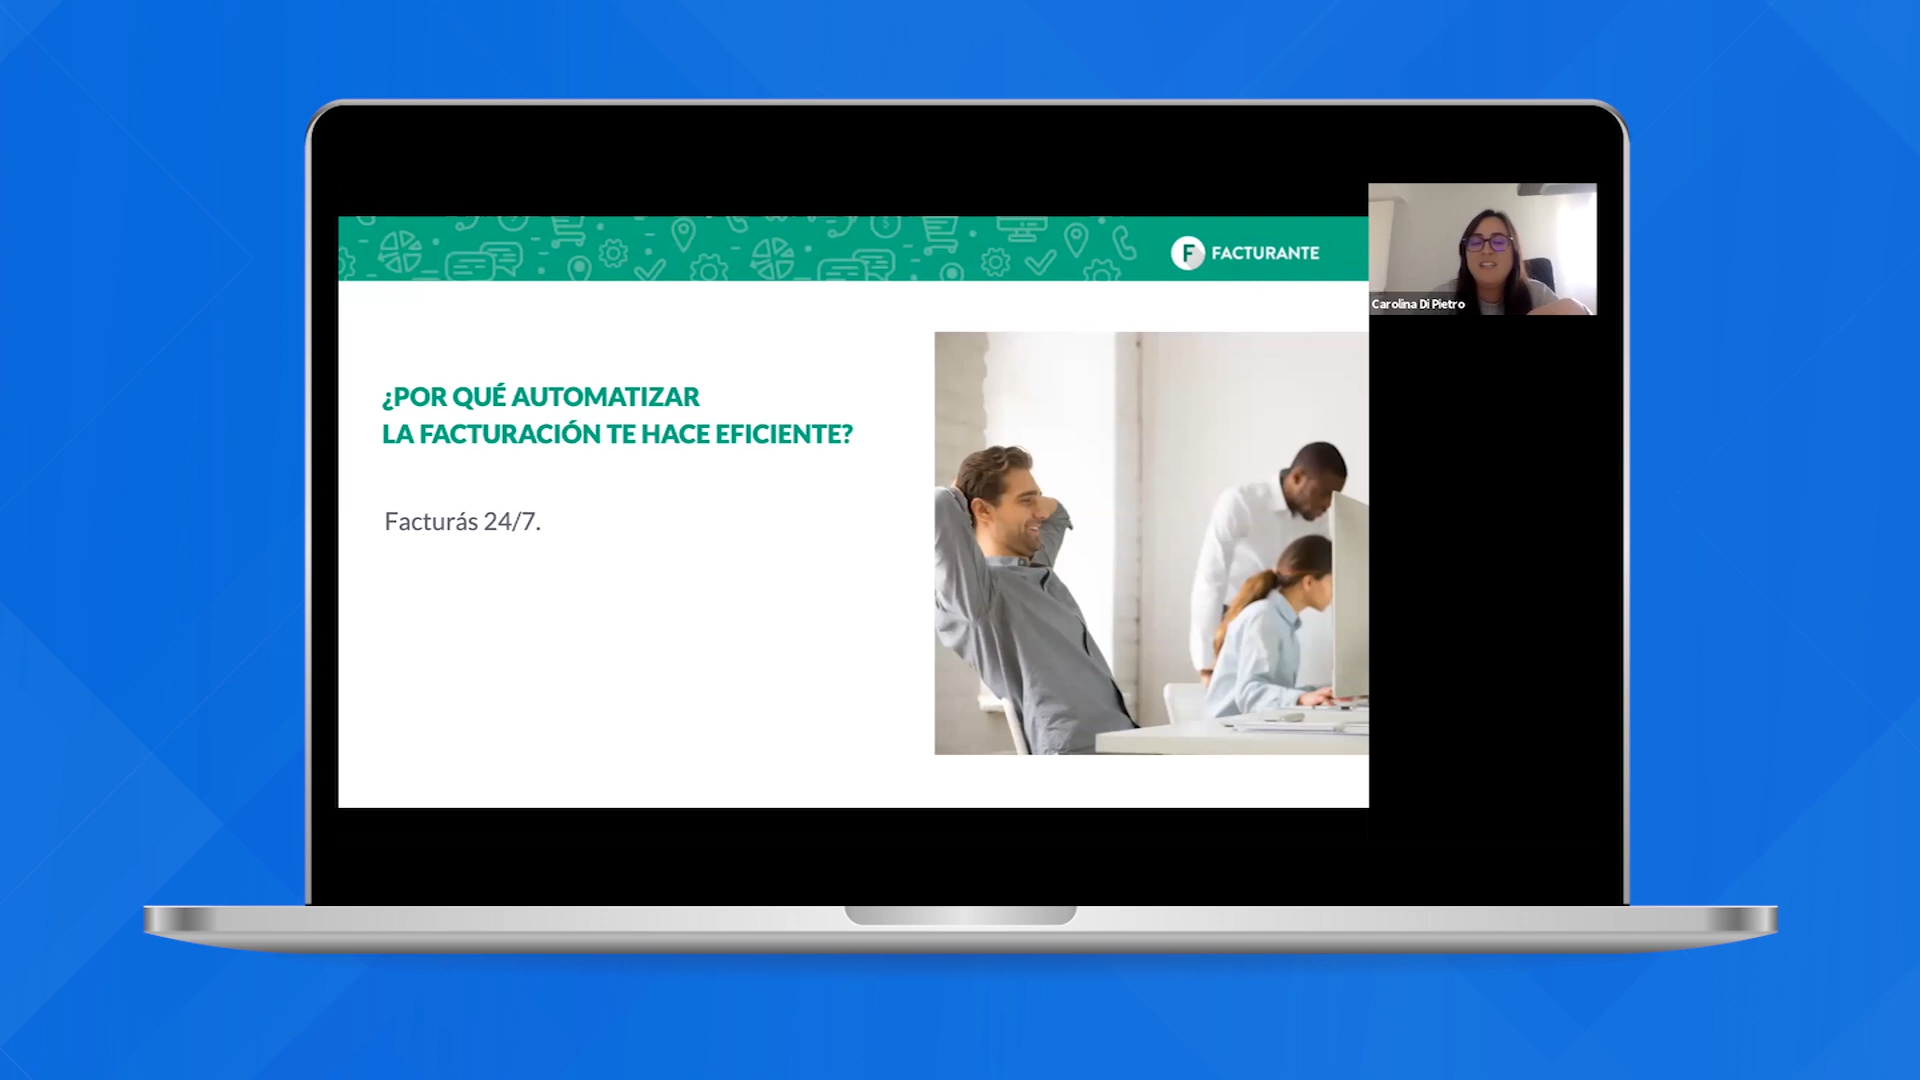 F FACTURANTE
Carolina Di Pietro
¿POR QUÉ AUTOMATIZAR
LA FACTURACIÓN TE HACE EFICIENTE?
Facturás 24/7.